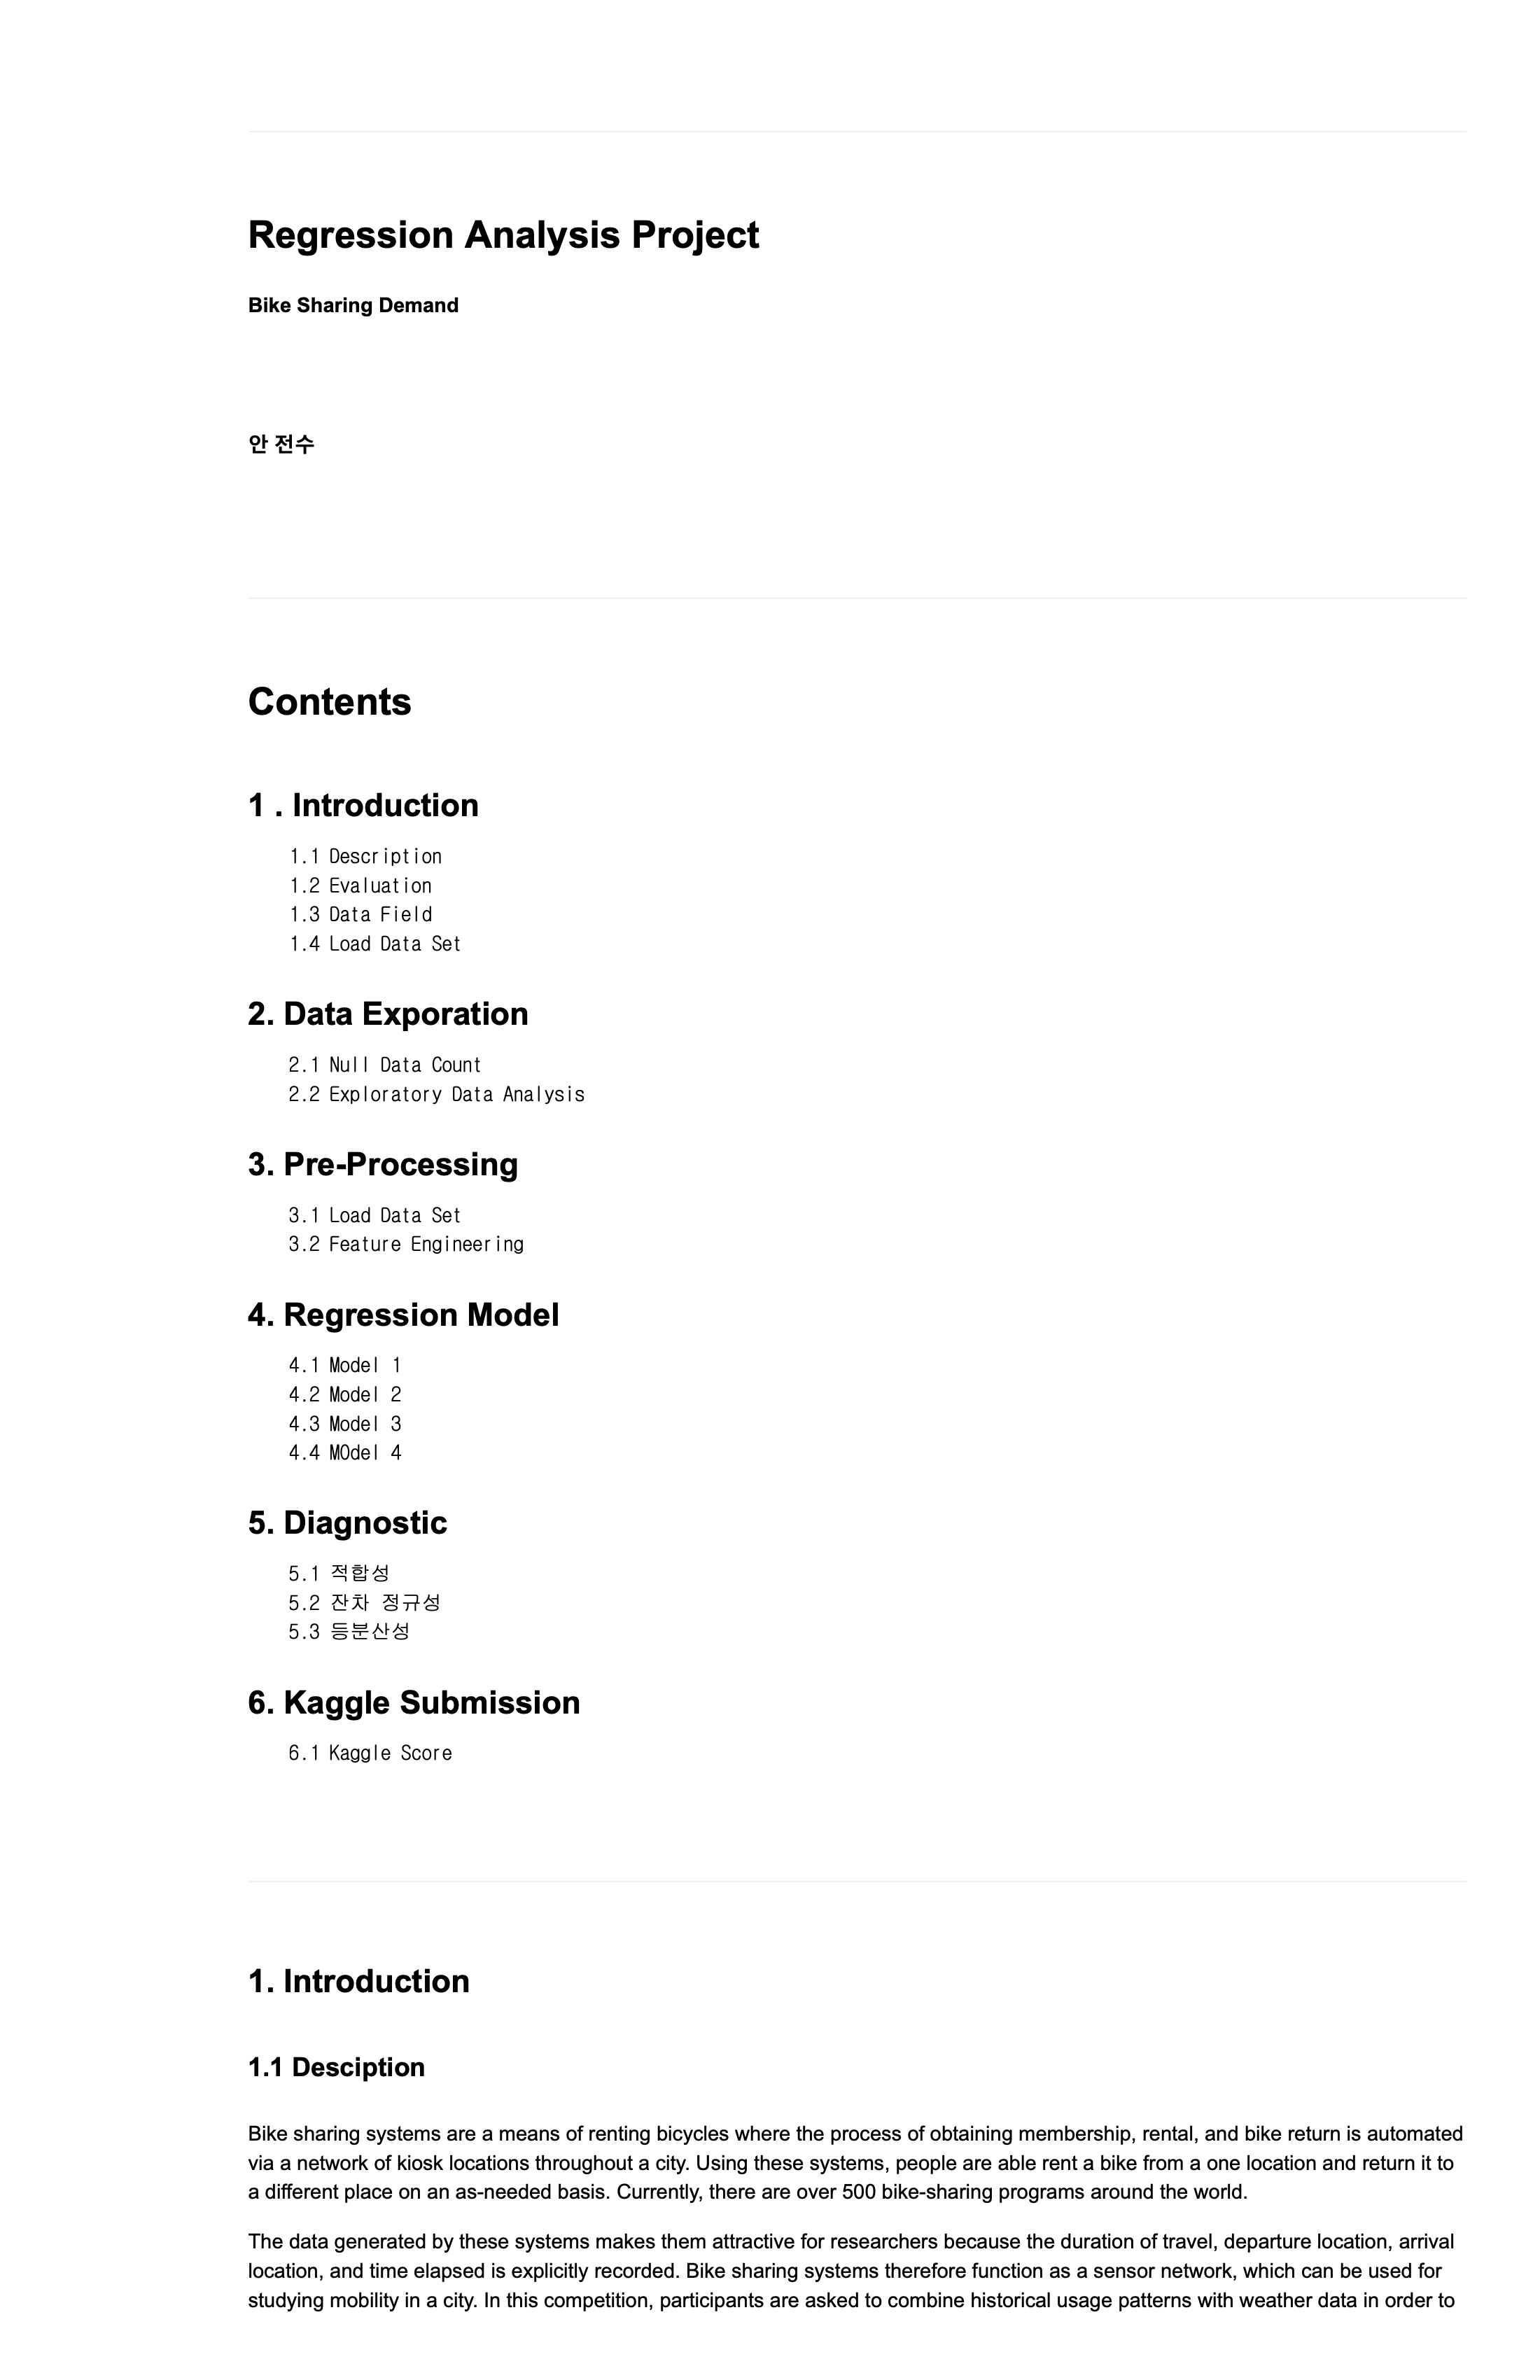 Regression Analysis Project
Bike Sharing Demand
안 전수
Contents
1 . Introduction
1.1 Description
1.2 Evaluation
1.3 Data Field
1.4 Load Data Set
2. Data Exporation
2.1 Null Data Count
2.2 Exploratory Data Analysis
3. Pre-Processing
3.1 Load Data Set
3.2 Feature Engineering
4. Regression Model
4.1 Model 1
4.2 Model 2
4.3 Model 3
4.4 MOdel 4
5. Diagnostic
5.1 적합성
5.2 잔차 정규성
5.3 등분산성
6. Kaggle Submission
6.1 Kaggle Score
1. Introduction
1.1 Desciption
Bike sharing systems are a means of renting bicycles where the process of obtaining membership, rental, and bike return is automated
via a network of kiosk locations throughout a city. Using these systems, people are able rent a bike from a one location and return it to
a different place on an as-needed basis. Currently, there are over 500 bike-sharing programs around the world.
The data generated by these systems makes them attractive for researchers because the duration of travel, departure location, arrival
location, and time elapsed is explicitly recorded. Bike sharing systems therefore function as a sensor network, which can be used for
studying mobility in a city. In this competition, participants are asked to combine historical usage patterns with weather data in order to